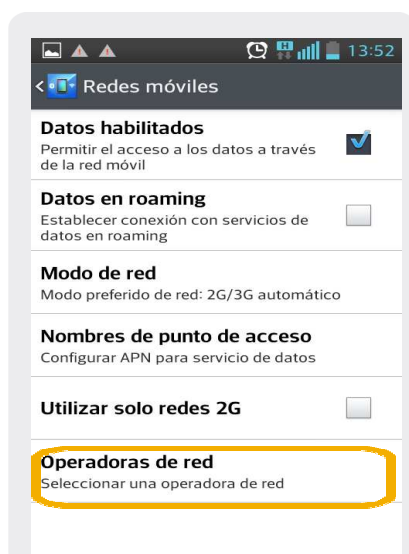 H 13:52
< Redes móviles
Datos habilitados
Permitir el acceso a los datos a través
de la red móvil
Datos en roaming
Establecer conexión con servicios de
datos en roaming
Modo de red
Modo preferido de red: 2G/3G automático
Nombres de punto de acceso
Configurar APN para servicio de datos
Utilizar solo redes 2G
Operadoras de red
Seleccionar una operadora de red